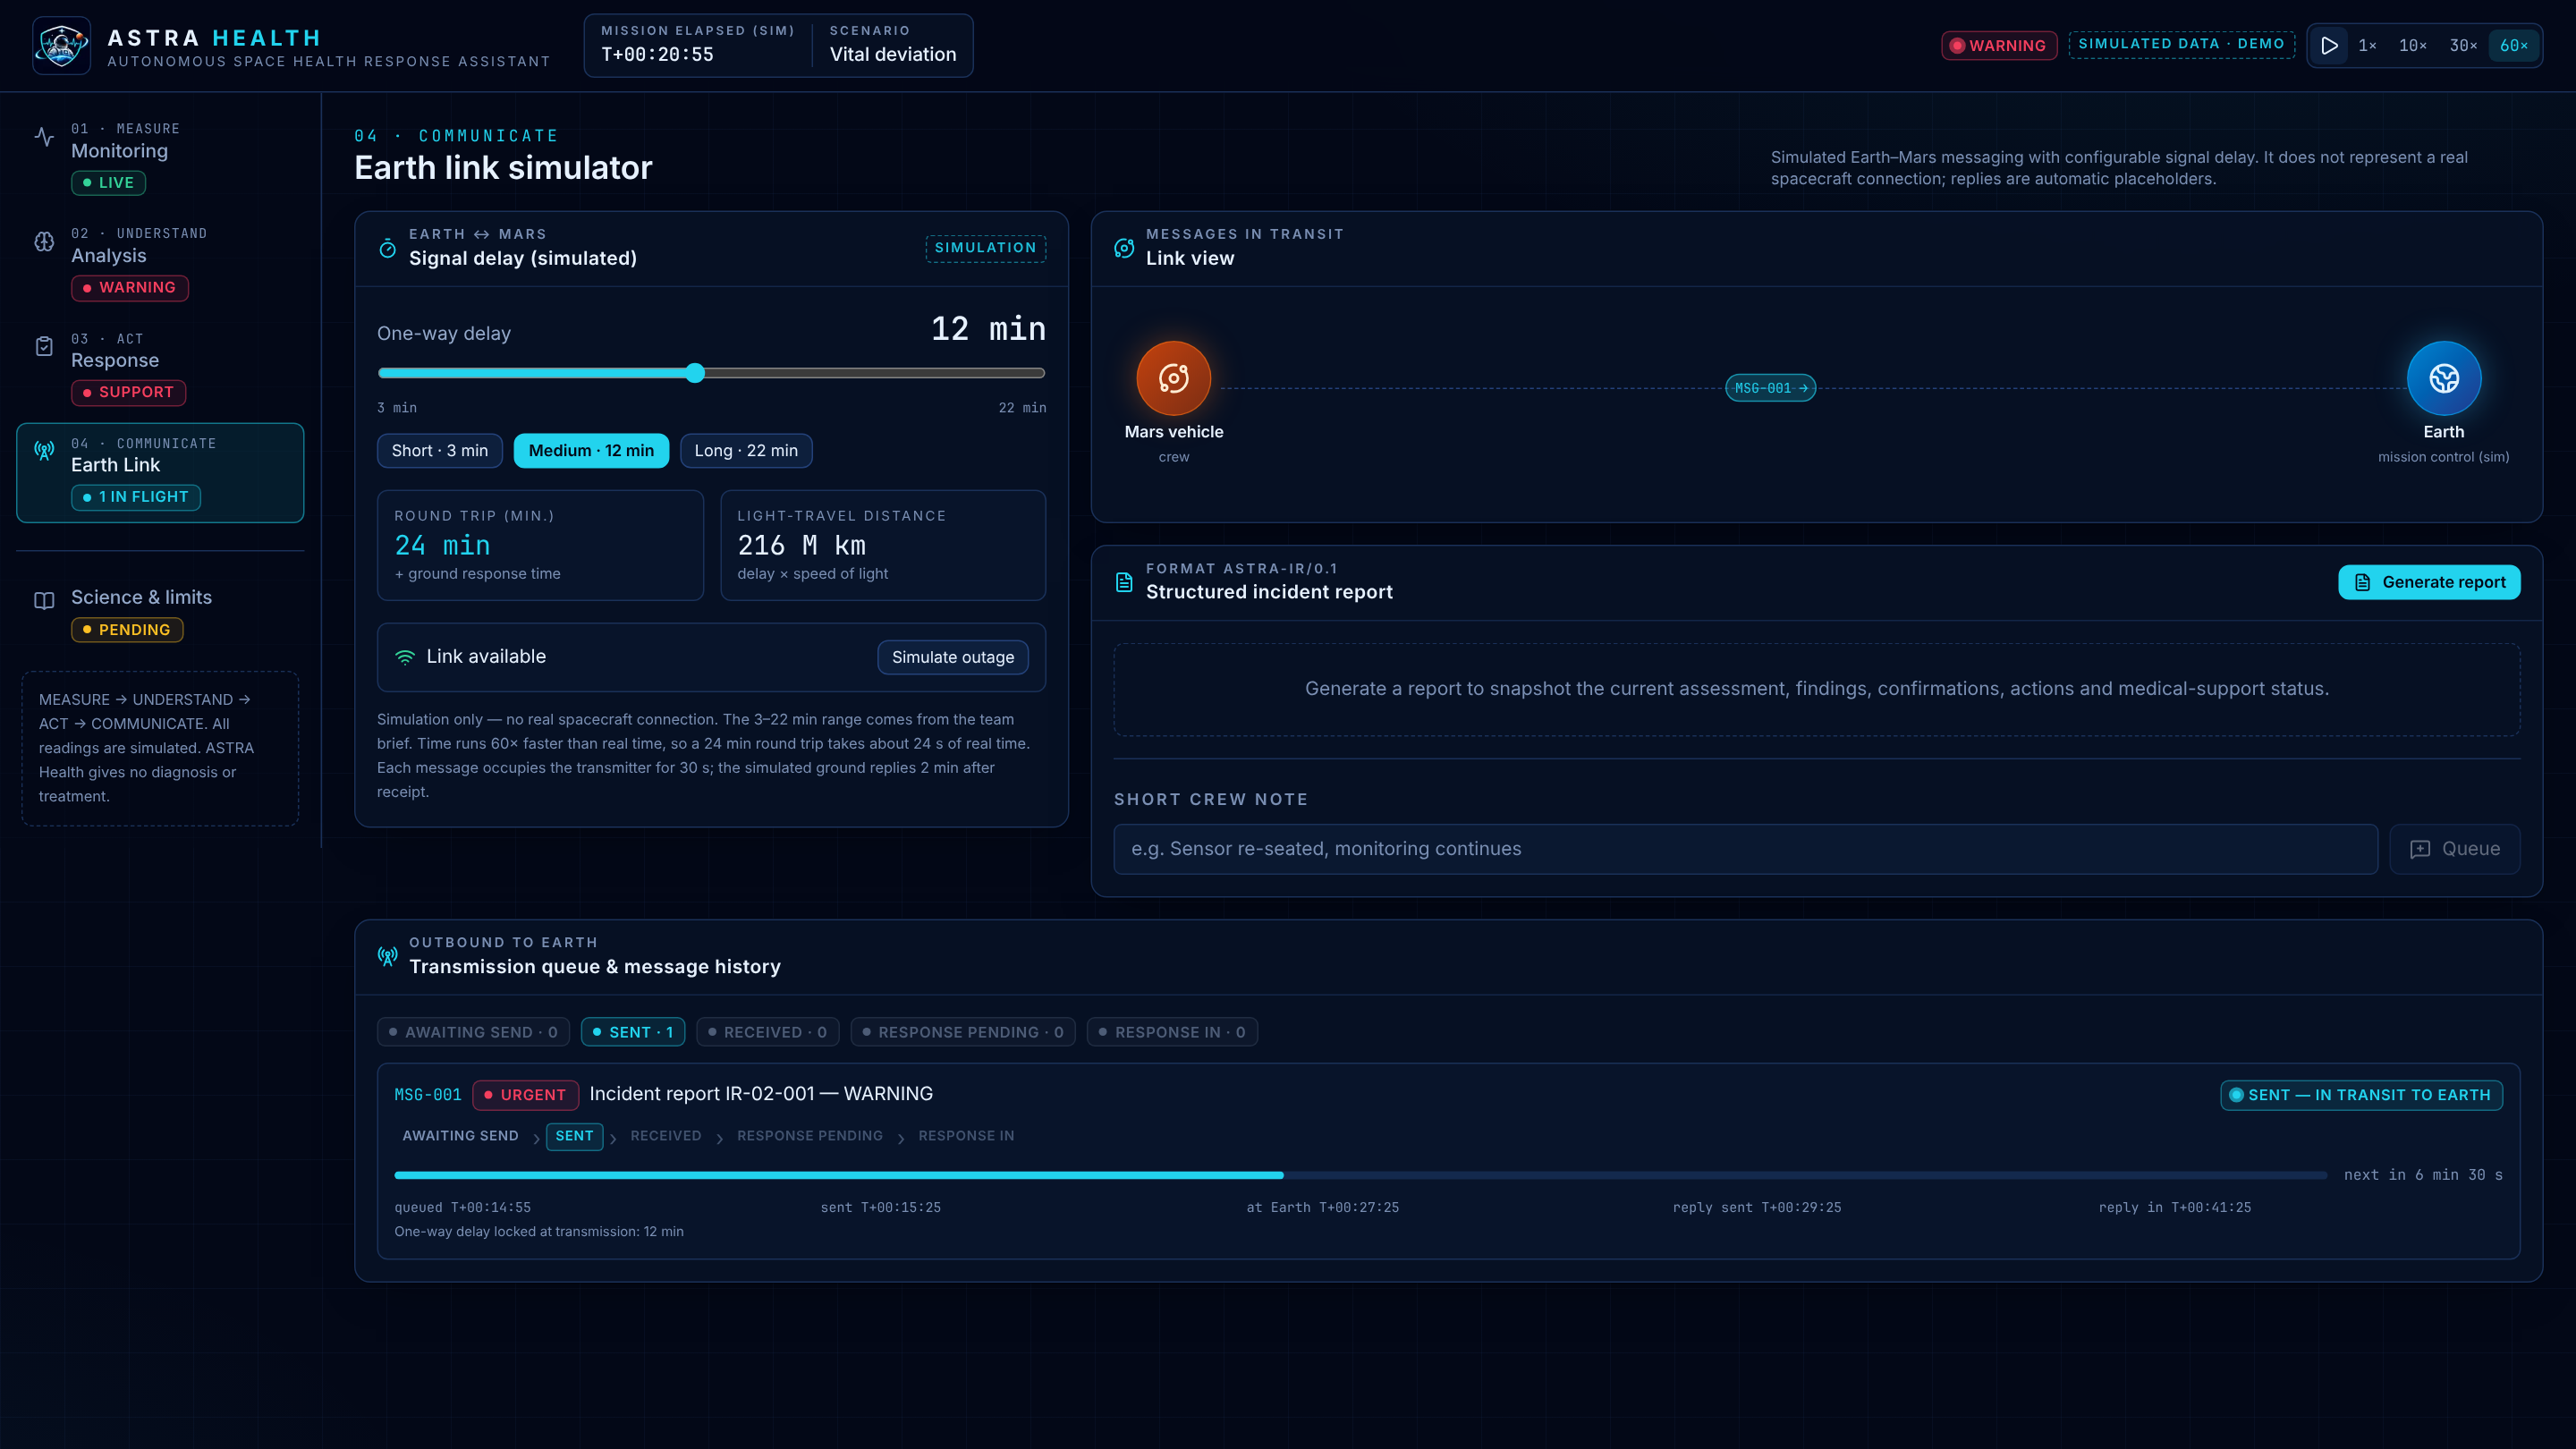 ASTRA HEALTH
AUTONOMOUS SPACE HEALTH RESPONSE ASSISTANT
MISSION ELAPSED (SIM)
T+00:20:55
SCENARIO
Vital deviation
WARNING
SIMULATED DATA · DEMO
1×
10×
30×
60×
01 · MEASURE
Monitoring
LIVE
02 · UNDERSTAND
Analysis
WARNING
03 · ACT
Response
SUPPORT
04 · COMMUNICATE
Earth Link
1 IN FLIGHT
Science & limits
PENDING
MEASURE → UNDERSTAND →
ACT → COMMUNICATE. All
readings are simulated. ASTRA
Health gives no diagnosis or
treatment.
04 · COMMUNICATE
Earth link simulator
Simulated Earth–Mars messaging with configurable signal delay. It does not represent a real
spacecraft connection; replies are automatic placeholders.
EARTH ↔ MARS
Signal delay (simulated)
SIMULATION
One-way delay
12 min
3 min
22 min
Short · 3 min
Medium · 12 min
Long · 22 min
ROUND TRIP (MIN.)
24 min
+ ground response time
LIGHT-TRAVEL DISTANCE
216 M km
delay × speed of light
Link available
Simulate outage
Simulation only — no real spacecraft connection. The 3–22 min range comes from the team
brief. Time runs 60× faster than real time, so a 24 min round trip takes about 24 s of real time.
Each message occupies the transmitter for 30 s; the simulated ground replies 2 min after
receipt.
MESSAGES IN TRANSIT
Link view
MSG-001 →
Mars vehicle
crew
Earth
mission control (sim)
FORMAT ASTRA-IR/0.1
Structured incident report
Generate report
Generate a report to snapshot the current assessment, findings, confirmations, actions and medical-support status.
SHORT CREW NOTE
e.g. Sensor re-seated, monitoring continues
Queue
OUTBOUND TO EARTH
Transmission queue & message history
AWAITING SEND · 0
SENT · 1
RECEIVED · 0
RESPONSE PENDING · 0
RESPONSE IN · 0
MSG-001
URGENT
Incident report IR-02-001 — WARNING
SENT — IN TRANSIT TO EARTH
AWAITING SEND › SENT › RECEIVED › RESPONSE PENDING › RESPONSE IN
next in 6 min 30 s
queued T+00:14:55
sent T+00:15:25
at Earth T+00:27:25
reply sent T+00:29:25
reply in T+00:41:25
One-way delay locked at transmission: 12 min